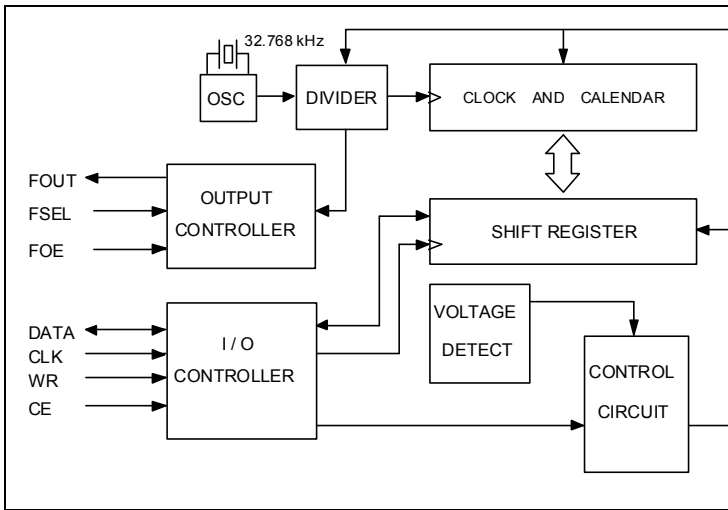 32.768 kHz
OSC
DIVIDER
CLOCK AND CALENDAR
FOUT
FSEL
FOE
OUTPUT
CONTROLLER
SHIFT REGISTER
DATA
CLK
WR
CE
I / O
CONTROLLER
VOLTAGE
DETECT
CONTROL
CIRCUIT